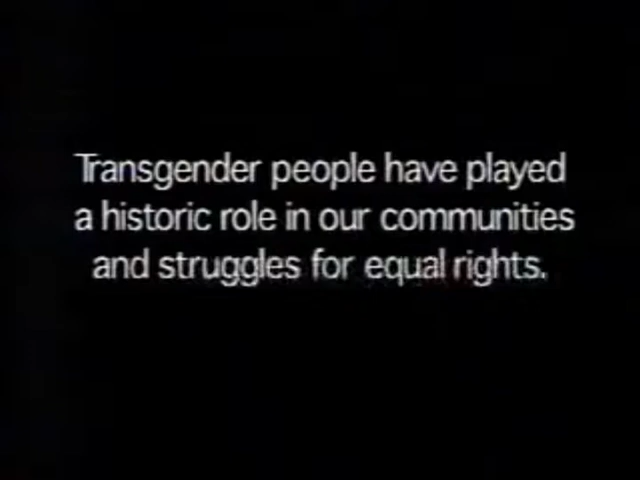 Transgender people have played
a historic role in our communities
and struggles for equal rights.